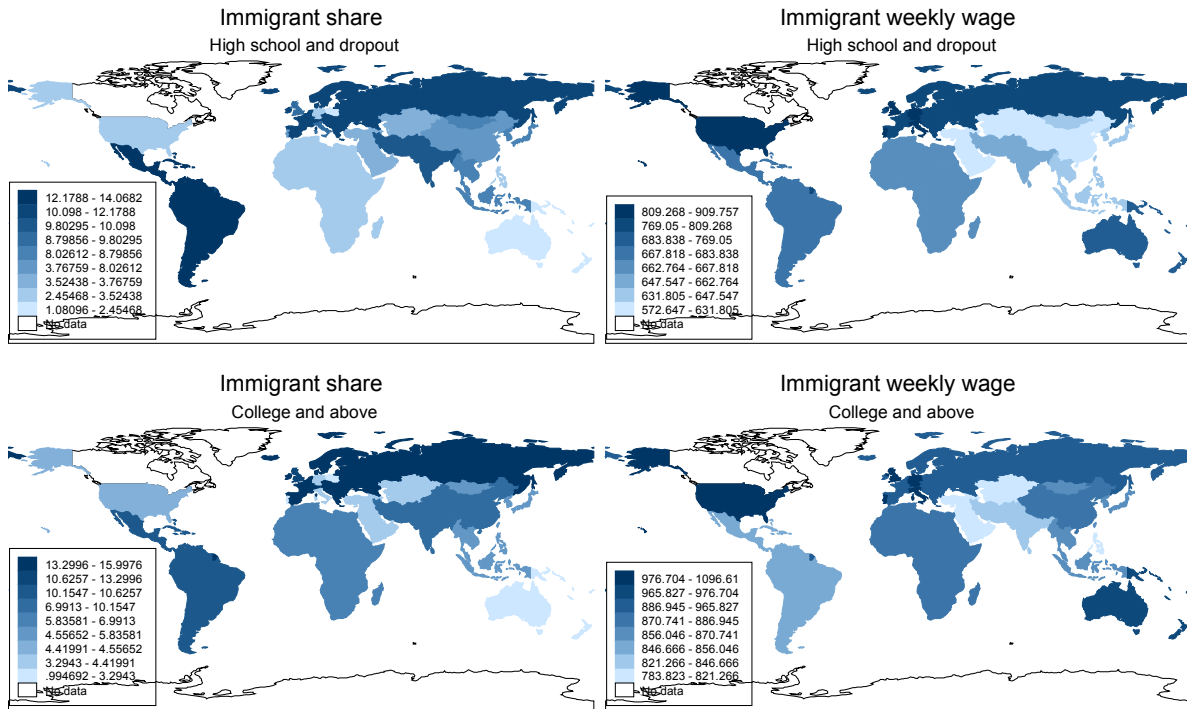 Immigrant share
High school and dropout
12.1788 - 14.0682
10.098 - 12.1788
9.80295 - 10.098
8.79856 - 9.80295
8.02612 - 8.79856
3.76759 - 8.02612
3.52438 - 3.76759
2.45468 - 3.52438
1.08096 - 2.45468
No data
Immigrant weekly wage
High school and dropout
809.268 - 909.757
769.05 - 809.268
683.838 - 769.05
667.818 - 683.838
662.764 - 667.818
647.547 - 662.764
631.805 - 647.547
572.647 - 631.805
No data
Immigrant share
College and above
13.2996 - 15.9976
10.6257 - 13.2996
10.1547 - 10.6257
6.9913 - 10.1547
5.83581 - 6.9913
4.55652 - 5.83581
4.41991 - 4.55652
3.2943 - 4.41991
.994692 - 3.2943
No data
Immigrant weekly wage
College and above
976.704 - 1096.61
965.827 - 976.704
886.945 - 965.827
870.741 - 886.945
856.046 - 870.741
846.666 - 856.046
821.266 - 846.666
783.823 - 821.266
No data